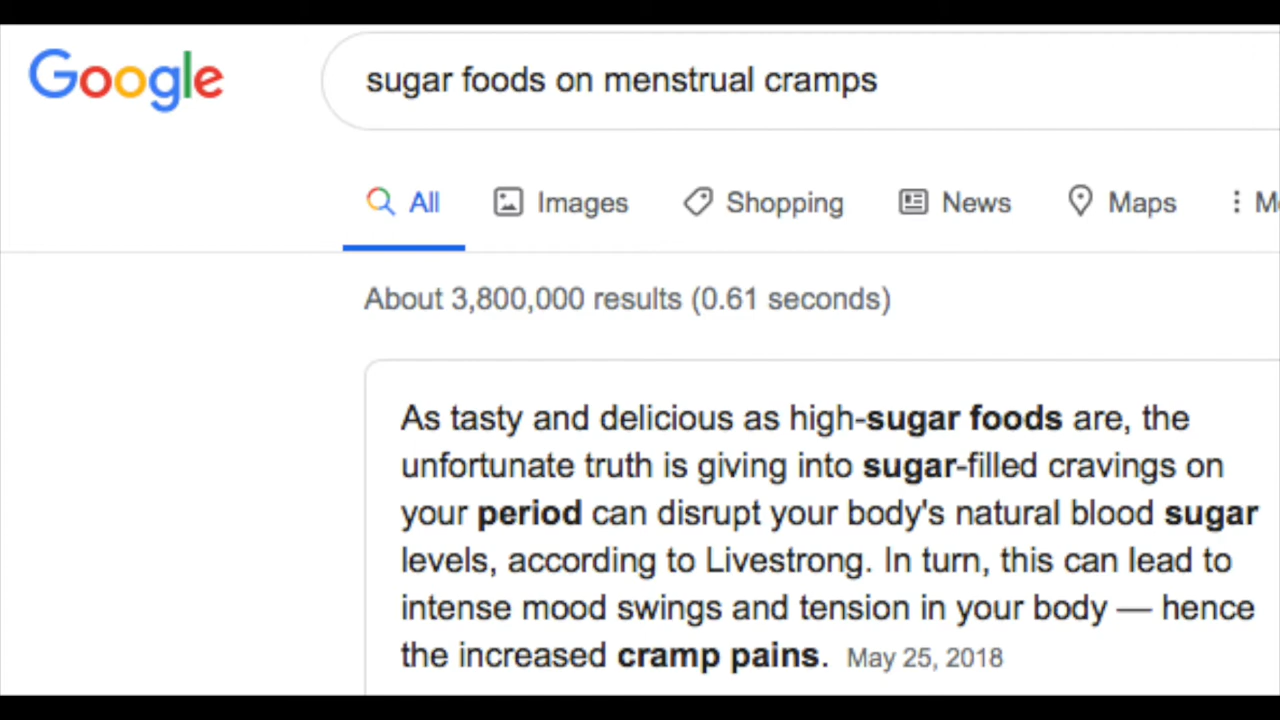 Google
sugar foods on menstrual cramps
All Images Shopping News Maps
About 3,800,000 results (0.61 seconds)
As tasty and delicious as high-sugar foods are, the
unfortunate truth is giving into sugar-filled cravings on
your period can disrupt your body's natural blood sugar
levels, according to Livestrong. In turn, this can lead to
intense mood swings and tension in your body — hence
the increased cramp pains. May 25, 2018